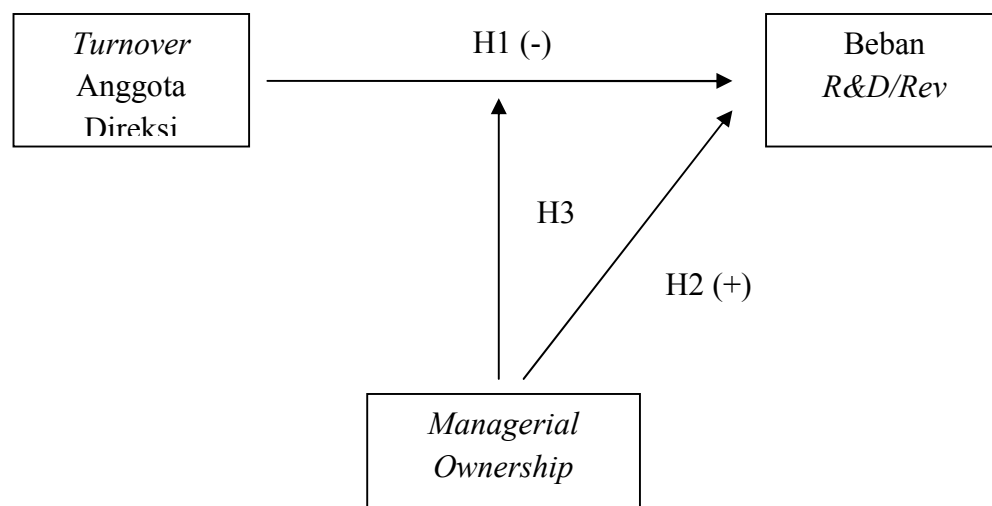 Turnover
Anggota
Direksi
H1 (-)
Beban
R&D/Rev
H3
H2 (+)
Managerial
Ownership